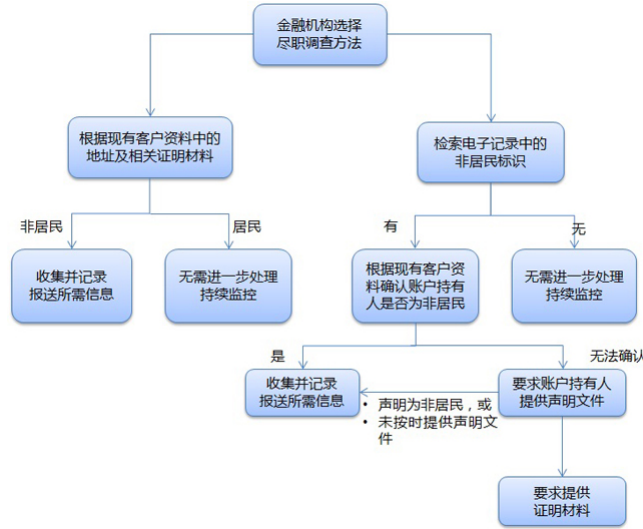 金融机构选择
尽职调查方法
根据现有客户资料中的
地址及相关证明材料
检索电子记录中的
非居民标识
非居民
居民
有
无
收集并记录
报送所需信息
无需进一步处理
持续监控
根据现有客户资
料确认账户持有
人是否为非居民
无需进一步处理
持续监控
是
无法确认
收集并记录
报送所需信息
要求账户持有人
提供声明文件
• 声明为非居民，或
• 未按时提供声明文
件
要求提供
证明材料